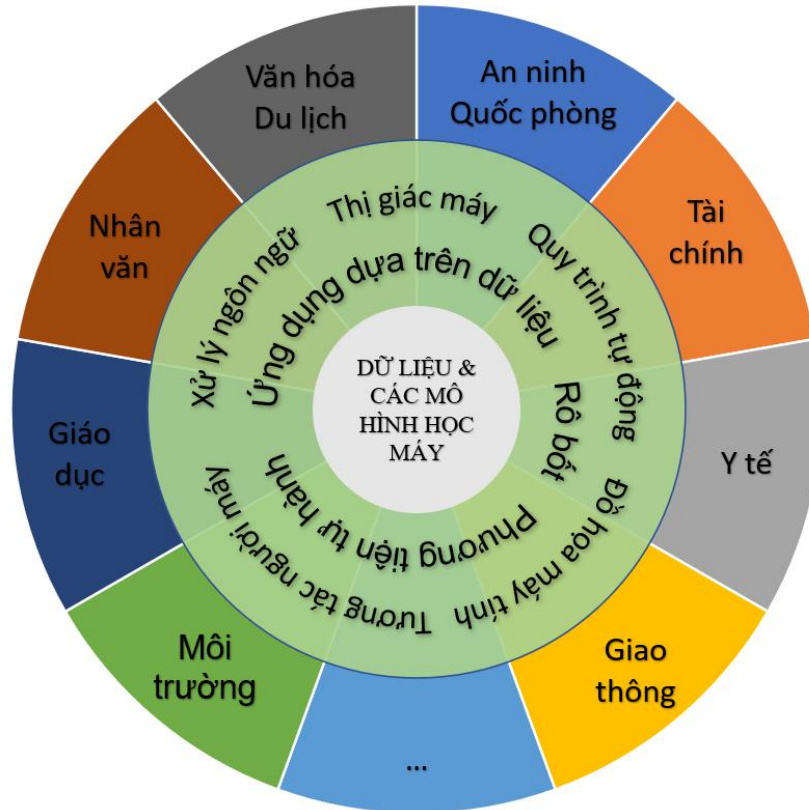 Văn hóa
Du lịch
An ninh
Quốc phòng
Tài
chính
Y tế
Giao
thông
...
Môi
trường
Giáo
dục
Nhân
văn
Thị giác máy
Quy trình tự động
Đồ họa máy tính
Tương tác người máy
Xử lý ngôn ngữ
Ứng dụng dựa trên dữ liệu
Rô bốt
Phương tiện tự hành
DỮ LIỆU &
CÁC MÔ
HÌNH HỌC
MÁY